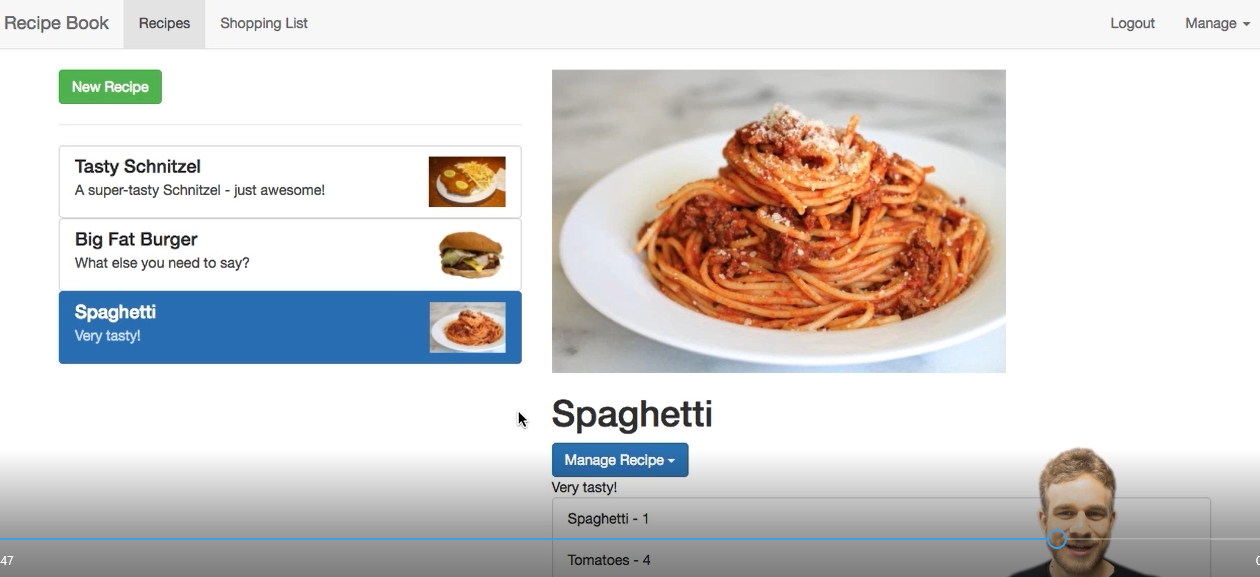 Recipe Book Recipes Shopping List Logout Manage
New Recipe
Tasty Schnitzel
A super-tasty Schnitzel - just awesome!
Big Fat Burger
What else you need to say?
Spaghetti
Very tasty!
Spaghetti
Manage Recipe
Very tasty!
Spaghetti - 1
Tomatoes - 4
47